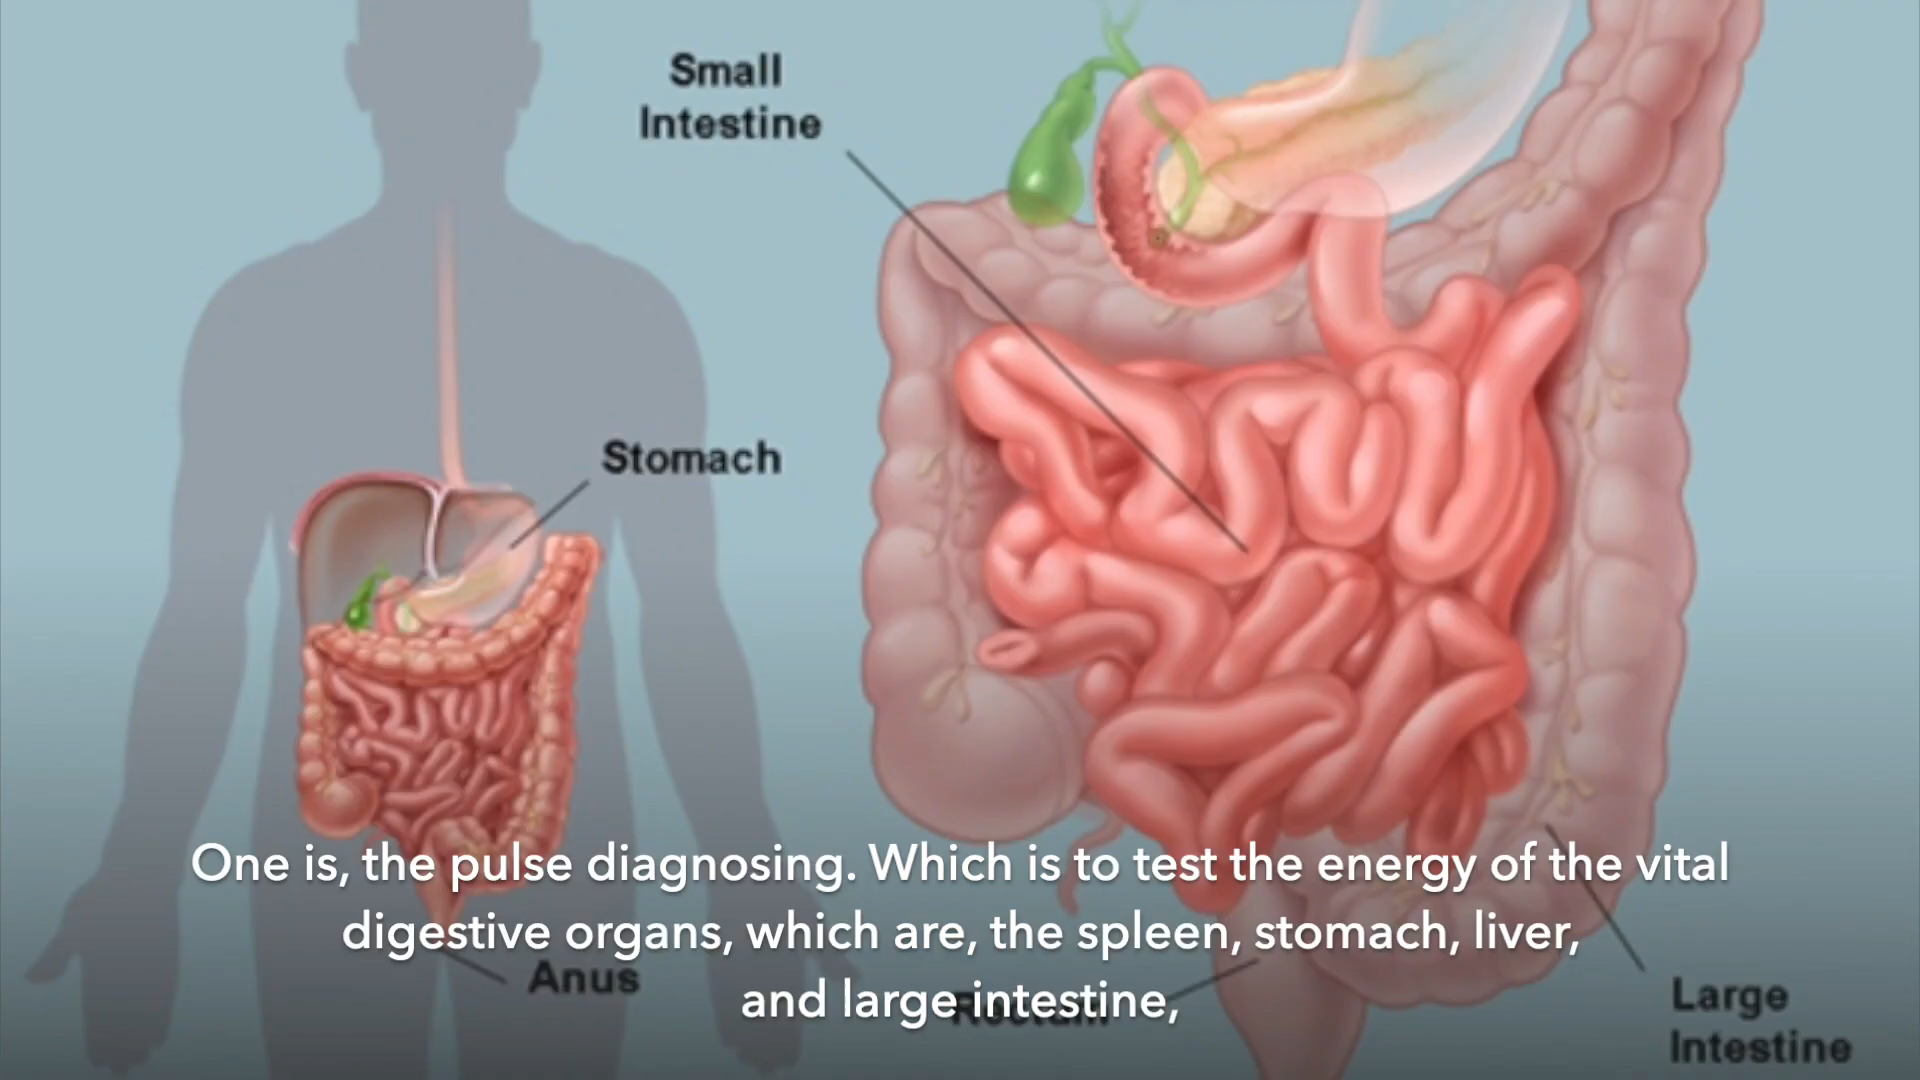 Small
Intestine
Stomach
One is, the pulse diagnosing. Which is to test the energy of the vital
digestive organs, which are, the spleen, stomach, liver,
and large intestine,
Anus
Rectum
Large
Intestine